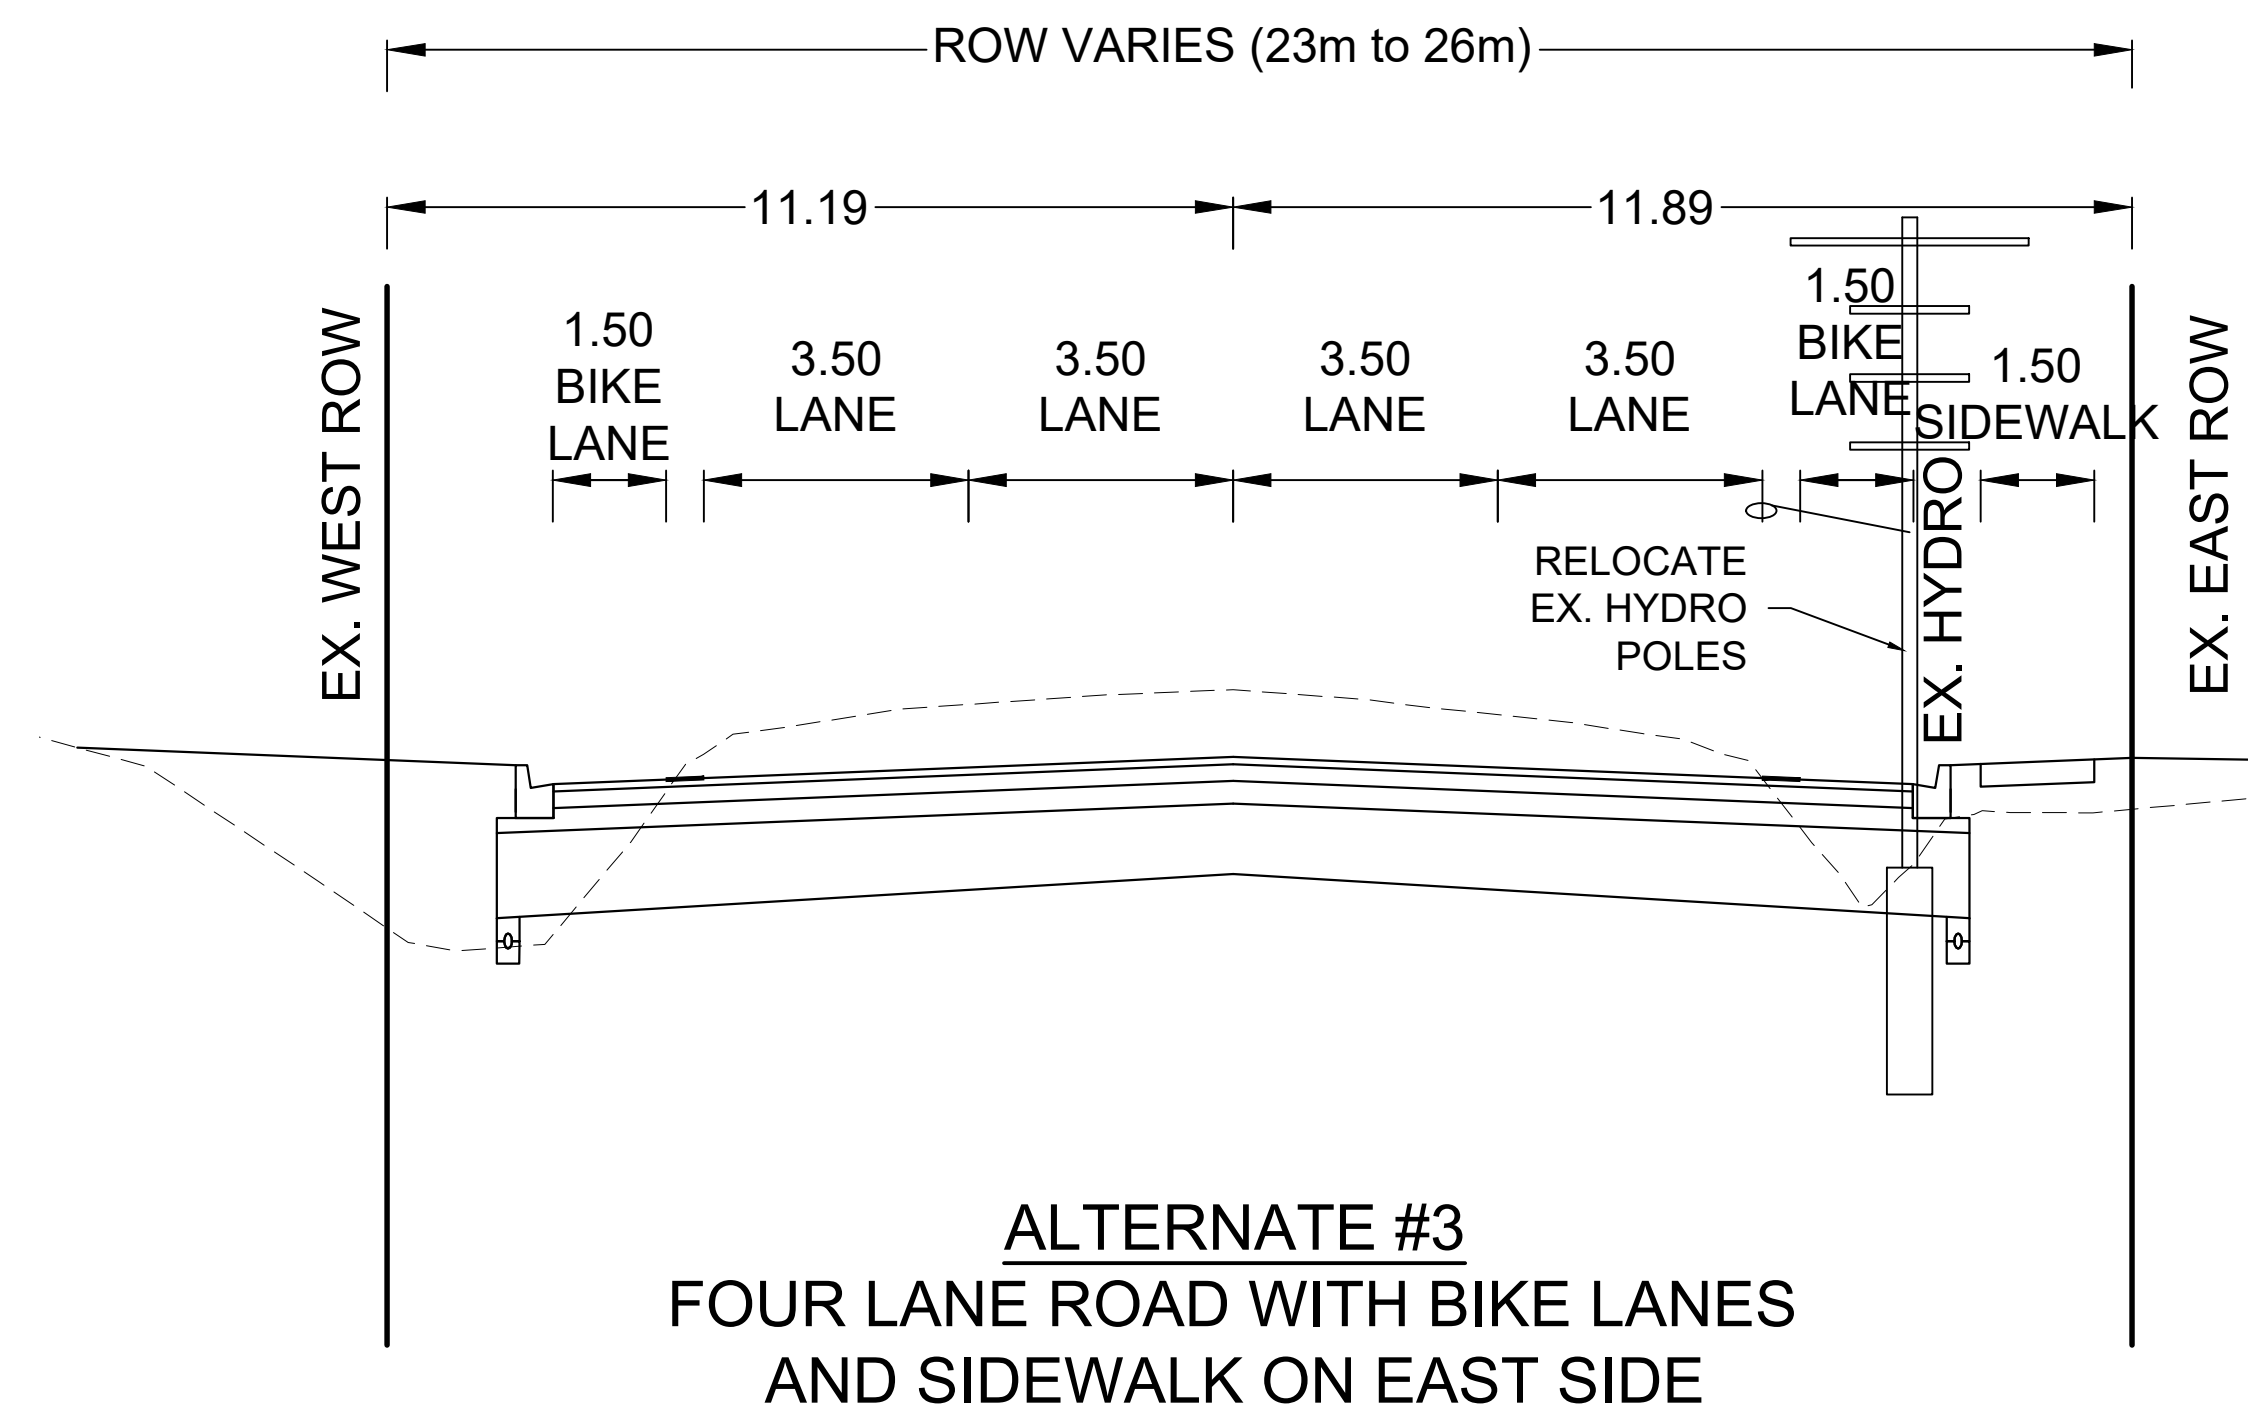 ROW VARIES (23m to 26m)
11.19
11.89
EX. WEST ROW
1.50
BIKE
LANE
3.50
LANE
3.50
LANE
3.50
LANE
3.50
LANE
1.50
BIKE
LANE
1.50
SIDEWALK
EX. EAST ROW
RELOCATE
EX. HYDRO
POLES
EX. HYDRO
ALTERNATE #3
FOUR LANE ROAD WITH BIKE LANES
AND SIDEWALK ON EAST SIDE